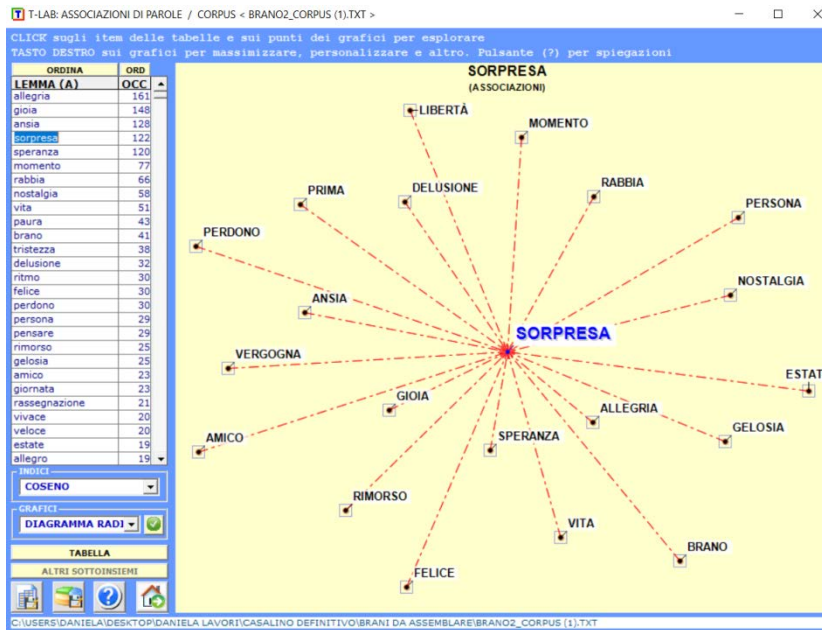 T-LAB: ASSOCIAZIONI DI PAROLE / CORPUS < BRANO2_CORPUS (1).TXT >
CLICK sugli item delle tabelle e sui punti dei grafici per esplorare
TASTO DESTRO sui grafici per massimizzare, personalizzare e altro. Pulsante (?) per spiegazioni
ORDINA ORD
LEMMA (A) OCC
allegria 161
gioia 148
ansia 128
sorpresa 122
speranza 120
momento 77
rabbia 66
nostalgia 58
vita 51
paura 43
brano 41
tristezza 38
delusione 32
ritmo 30
felice 30
perdono 30
persona 29
pensare 29
rimorso 25
gelosia 25
amico 23
giornata 23
rassegnazione 21
vivace 20
veloce 20
estate 19
allegro 19
INDICI
COSENO
GRAFICI
DIAGRAMMA RADI
TABELLA
ALTRI SOTTOINSIEMI
SORPRESA
(ASSOCIAZIONI)
LIBERTÀ
MOMENTO
PRIMA
DELUSIONE
RABBIA
PERSONA
PERDONO
NOSTALGIA
ANSIA
SORPRESA
VERGOGNA
ESTAT
GIOIA
ALLEGRIA
AMICO
SPERANZA
GELOSIA
RIMORSO
VITA
BRANO
FELICE
C:\USERS\DANIELA\DESKTOP\DANIELA LAVORI\CASALINO DEFINITIVO\BRANI DA ASSEMBLARE\BRANO2_CORPUS (1).TXT